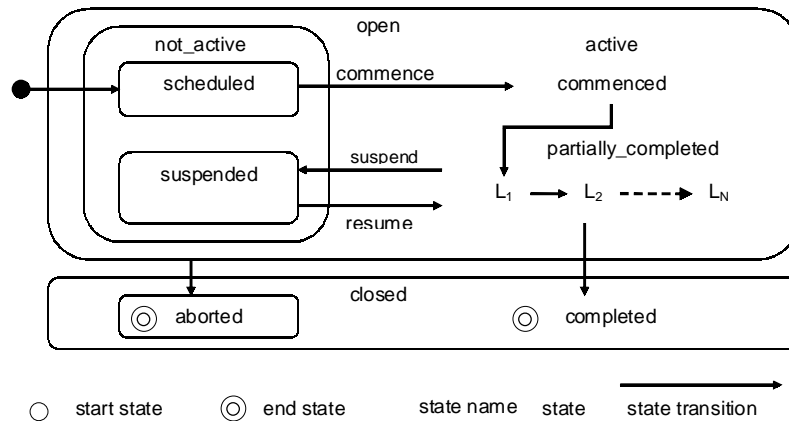 open
not_active
active
scheduled
commence
commenced
partially_completed
suspend
suspended
L1 L2 LN
resume
closed
aborted
completed
start state
end state
state name
state
state transition